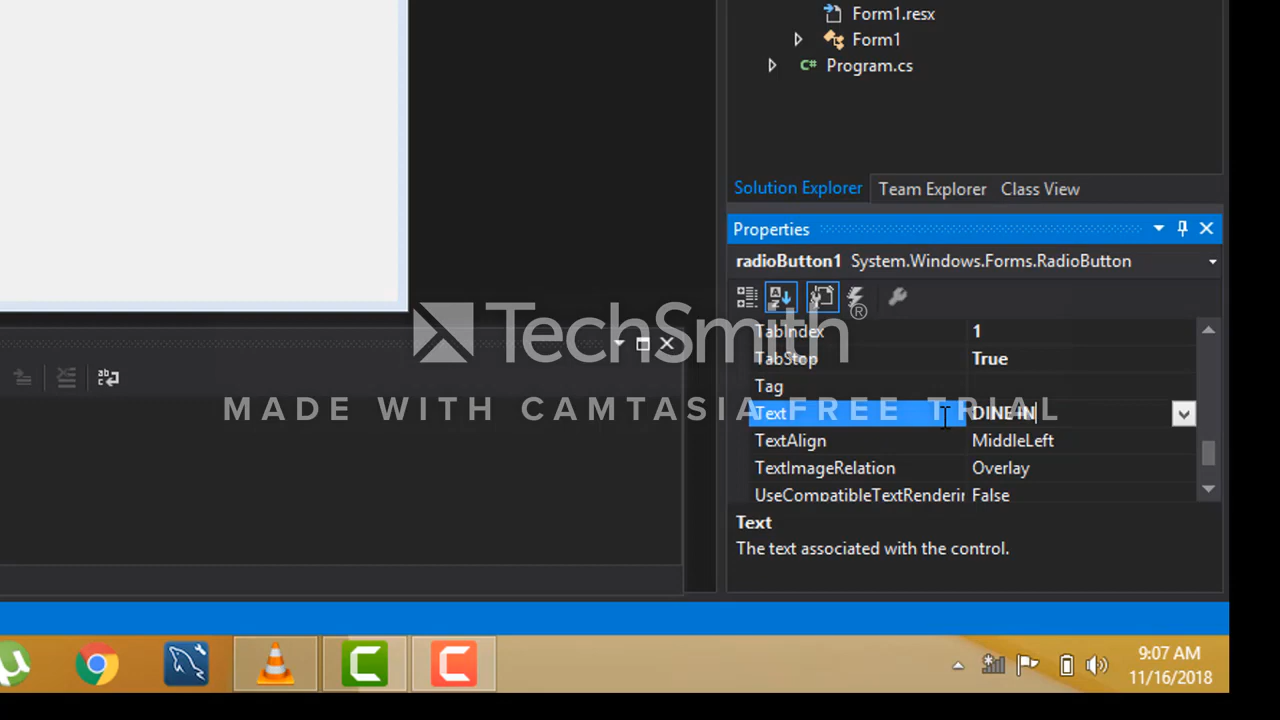 Form1.resx
Form1
C# Program.cs
Solution Explorer Team Explorer Class View
Properties
radioButton1 System.Windows.Forms.RadioButton
TabIndex 1
TabStop True
Tag
Text DINE-IN
TextAlign MiddleLeft
TextImageRelation Overlay
UseCompatibleTextRenderin False
Text
The text associated with the control.
TechSmith®
MADE WITH CAMTASIA FREE TRIAL
9:07 AM
11/16/2018